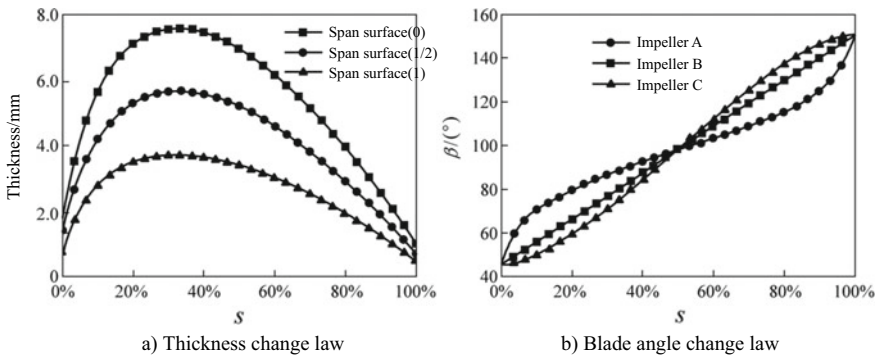 8.0
6.0
4.0
2.0
0
Thickness/mm
Span surface(0)
Span surface(1/2)
Span surface(1)
0% 20% 40% 60% 80% 100%
S
a) Thickness change law
160
140
120
100
80
60
40
β/(°)
Impeller A
Impeller B
Impeller C
0% 20% 40% 60% 80% 100%
S
b) Blade angle change law